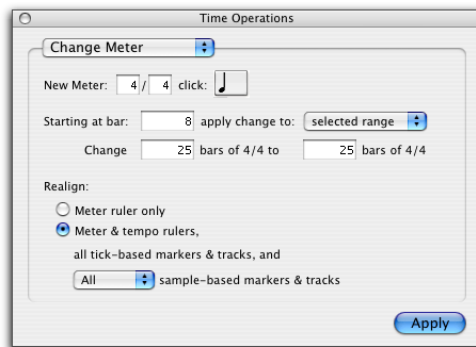 Time Operations
Change Meter
New Meter: 4 / 4 click:
Starting at bar: 8 apply change to: selected range
Change 25 bars of 4/4 to 25 bars of 4/4
Realign:
Meter ruler only
Meter & tempo rulers,
all tick-based markers & tracks, and
All sample-based markers & tracks
Apply